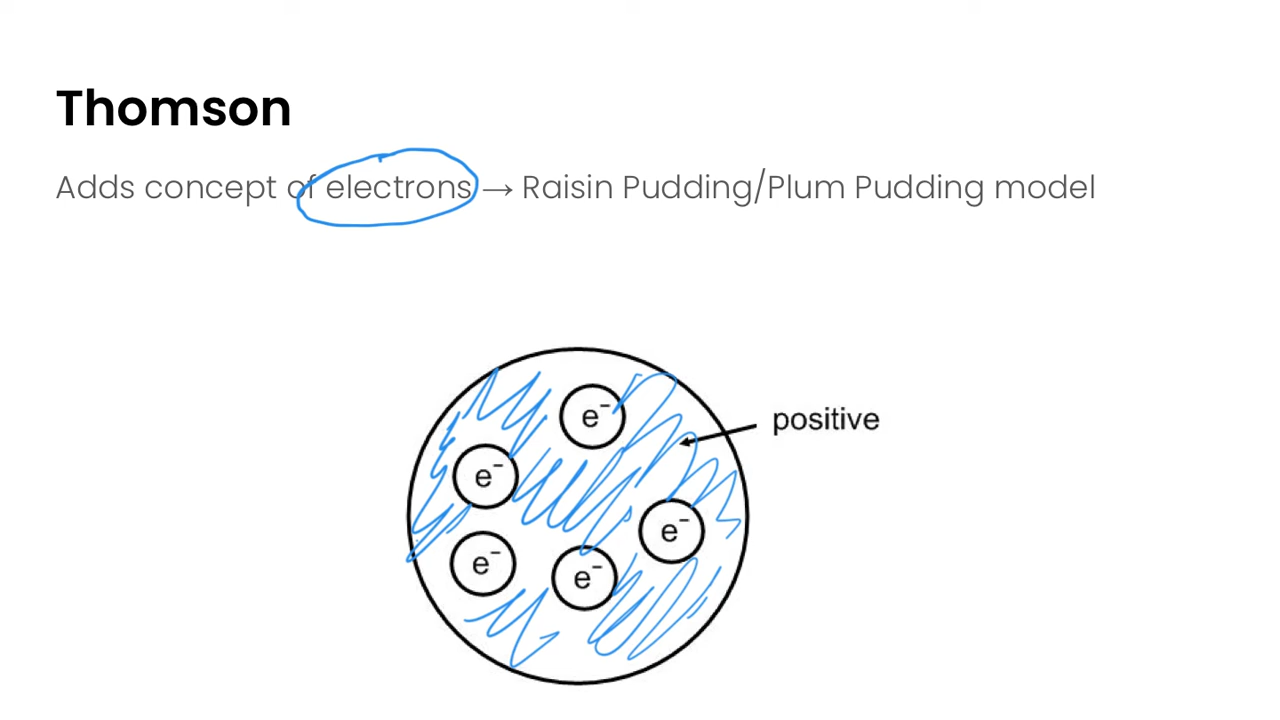 Thomson
Adds concept of electrons → Raisin Pudding/Plum Pudding model
e⁻
positive
e⁻
e⁻
e⁻
e⁻